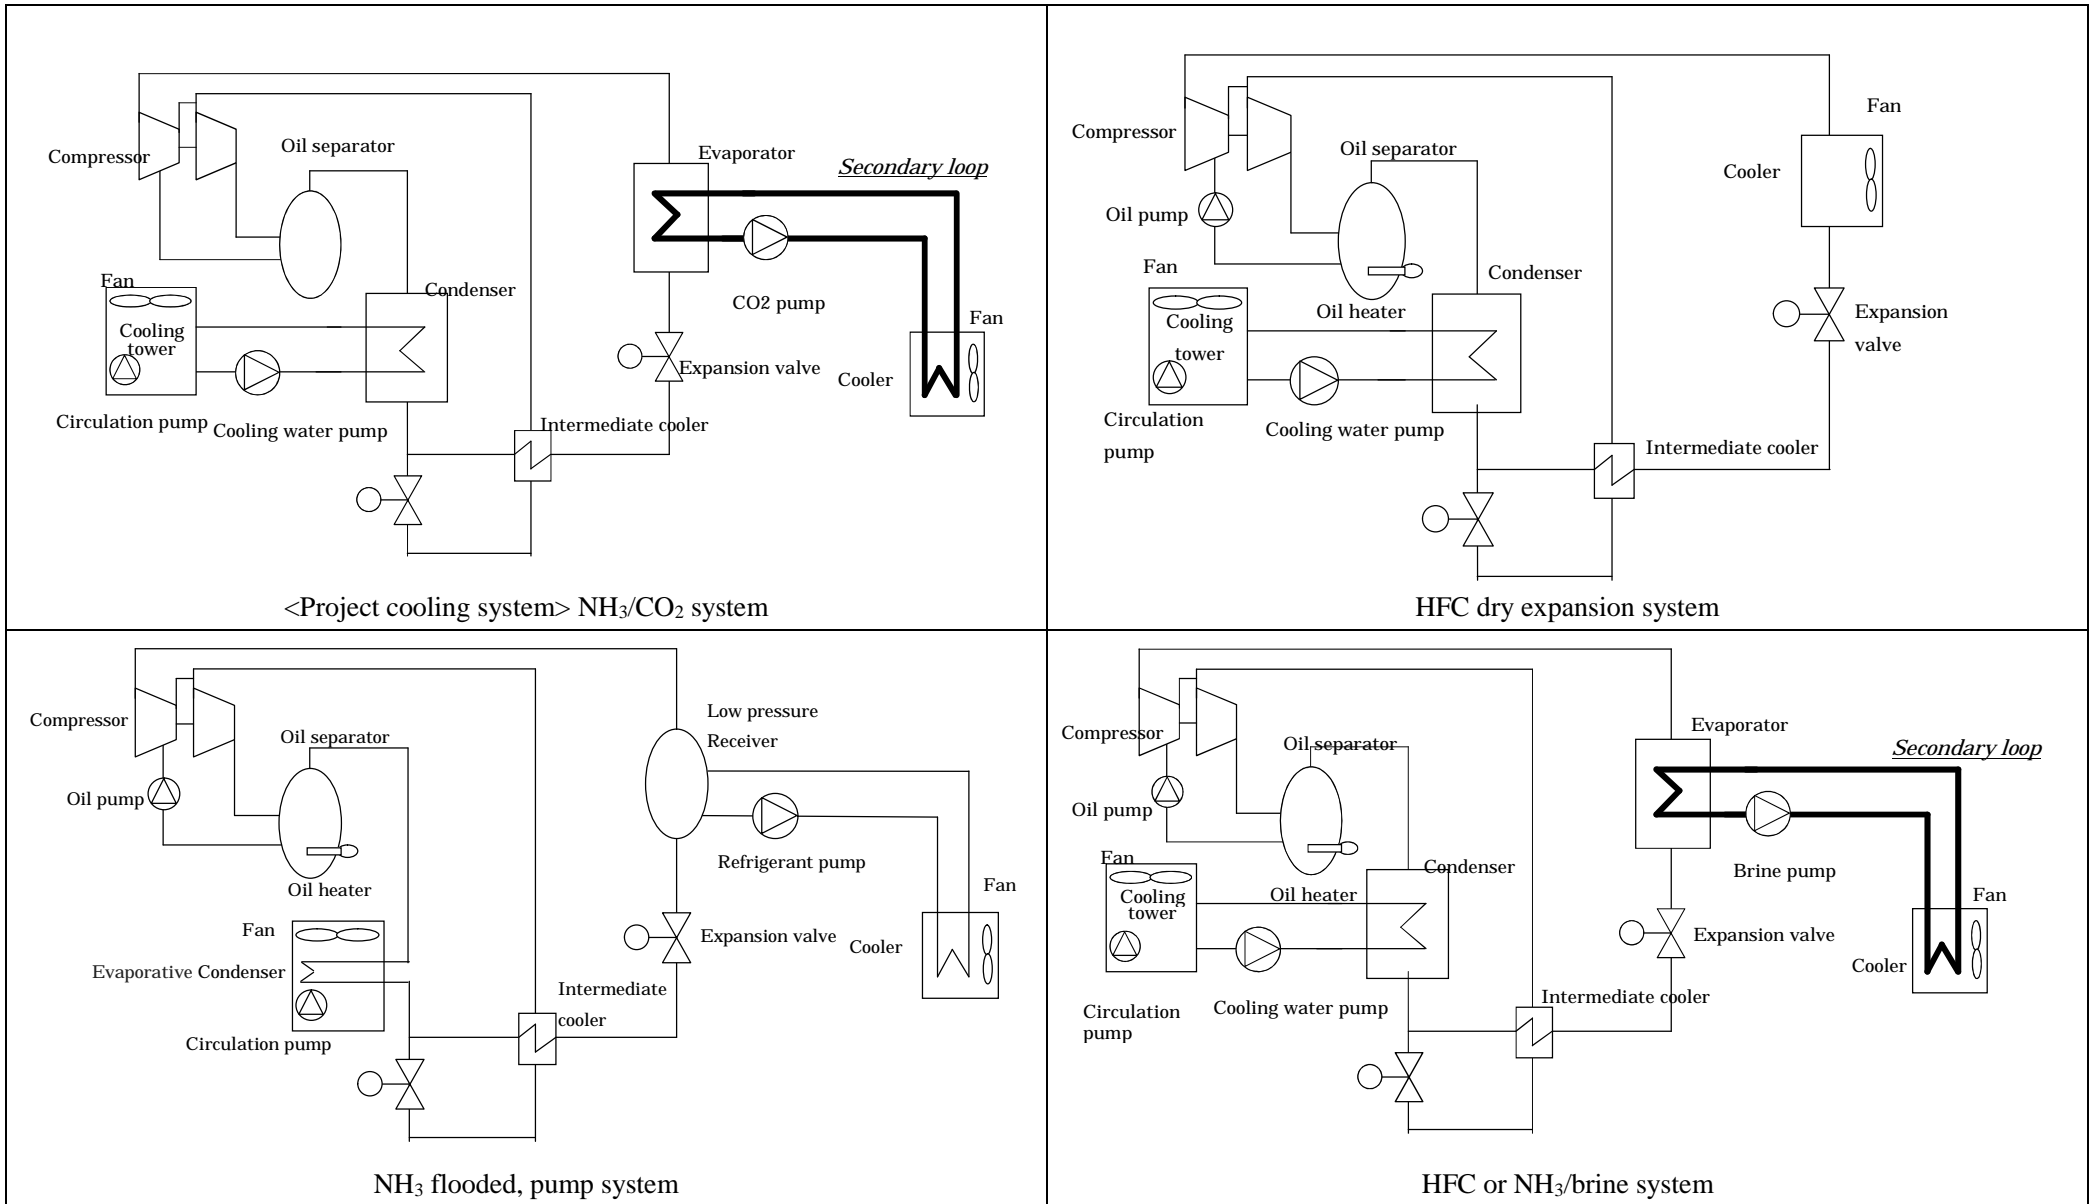 Compressor
Oil separator
Evaporator
Secondary loop
Fan
Cooling
tower
Condenser
CO2 pump
Fan
Expansion valve
Cooler
Circulation pump
Cooling water pump
Intermediate cooler
<Project cooling system> NH₃/CO₂ system
Fan
Compressor
Oil separator
Cooler
Oil pump
Fan
Condenser
Oil heater
Cooling
tower
Expansion
valve
Circulation
pump
Cooling water pump
Intermediate cooler
HFC dry expansion system
Low pressure
Receiver
Compressor
Oil separator
Oil pump
Refrigerant pump
Oil heater
Fan
Fan
Expansion valve
Cooler
Evaporative Condenser
Intermediate
cooler
Circulation pump
NH₃ flooded, pump system
Evaporator
Compressor
Oil separator
Secondary loop
Oil pump
Fan
Condenser
Brine pump
Cooling
tower
Oil heater
Fan
Expansion valve
Cooler
Circulation
pump
Cooling water pump
Intermediate cooler
HFC or NH₃/brine system